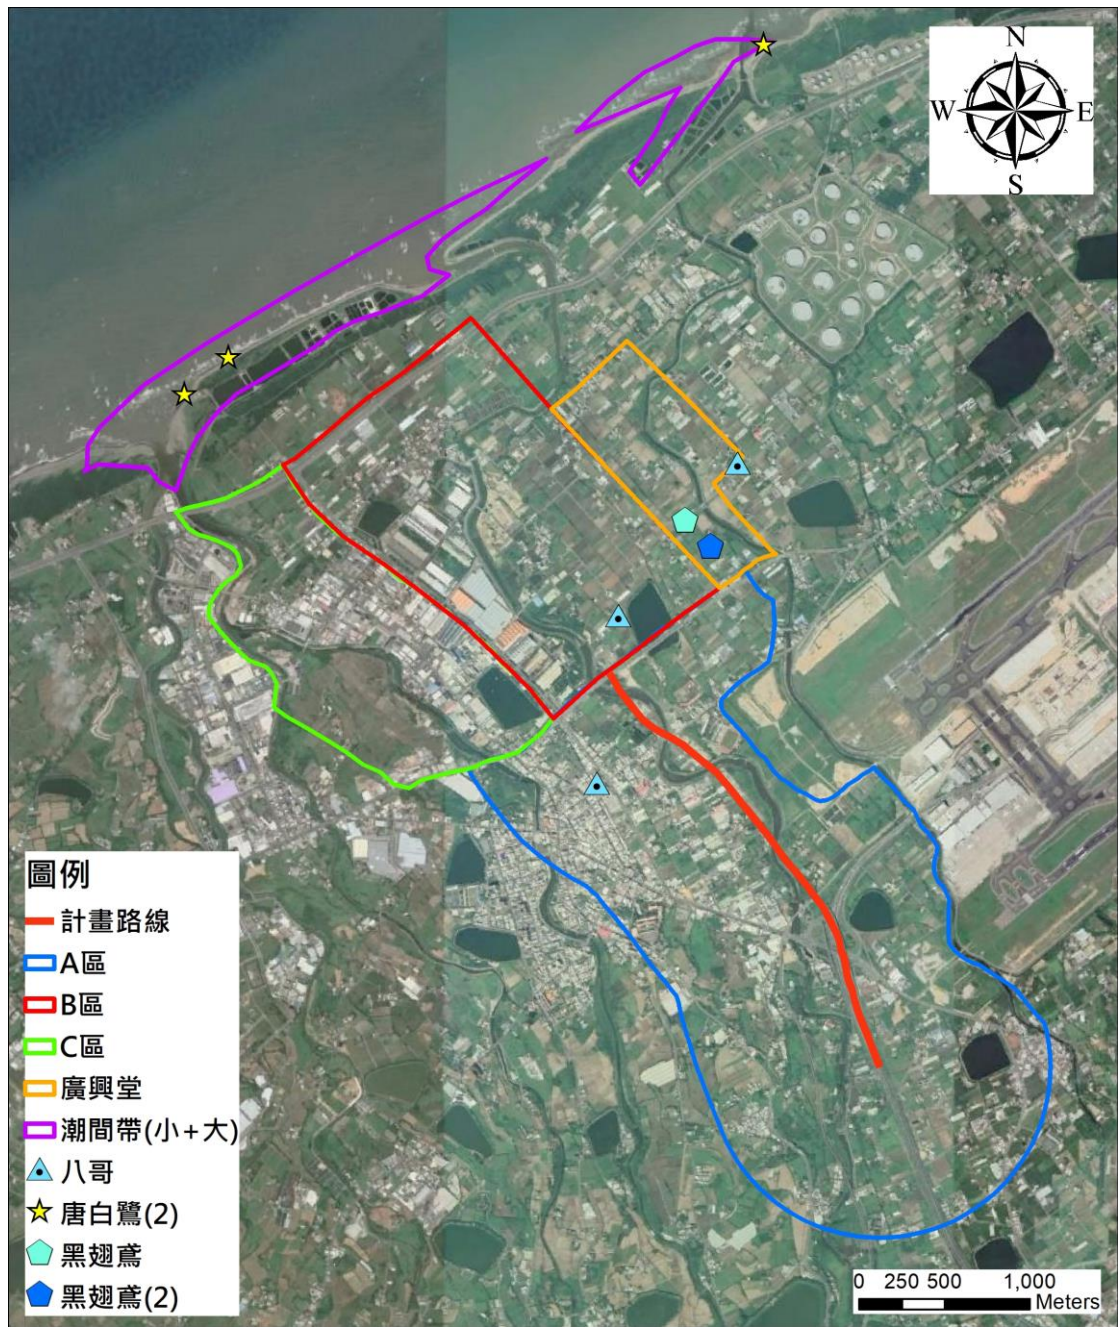 N
W E
S
圖例
計畫路線
A區
B區
C區
廣興堂
潮間帶(小+大)
八哥
唐白鷺(2)
黑翅鳶
黑翅鳶(2)
0 250 500 1,000
Meters